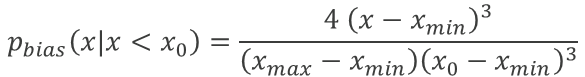 p_{bias}(x|x < x_0) = \frac{4 (x - x_{min})^3}{(x_{max} - x_{min})(x_0 - x_{min})^3}